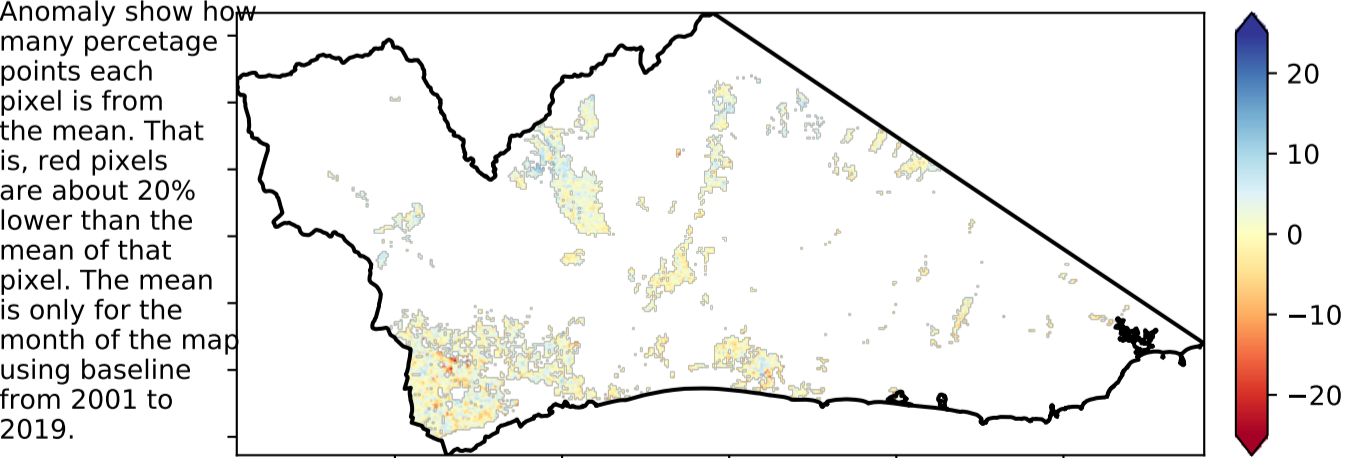 Anomaly show how
many percetage
points each
pixel is from
the mean. That
is, red pixels
are about 20%
lower than the
mean of that
pixel. The mean
is only for the
month of the map
using baseline
from 2001 to
2019.
20
10
0
−10
−20